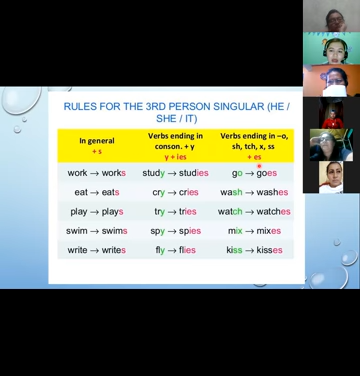 RULES FOR THE 3RD PERSON SINGULAR (HE /
SHE / IT)
In general
+ s
Verbs ending in
conson. + y
y + ies
Verbs ending in –o,
sh, tch, x, ss
+ es
work → works study → studies go → goes
eat → eats cry → cries wash → washes
play → plays try → tries watch → watches
swim → swims spy → spies mix → mixes
write → writes fly → flies kiss → kisses